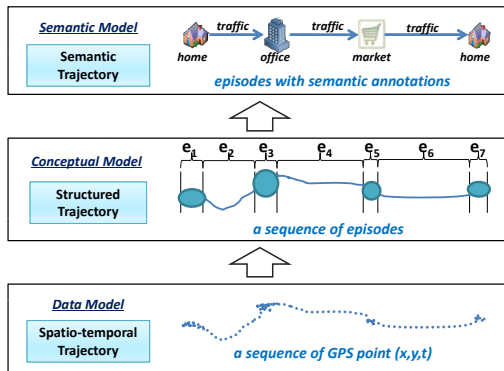 Semantic Model
Semantic
Trajectory
traffic traffic traffic
home office market home
episodes with semantic annotations
Conceptual Model
Structured
Trajectory
e1 e2 e3 e4 e5 e6 e7
a sequence of episodes
Data Model
Spatio-temporal
Trajectory
a sequence of GPS point (x,y,t)